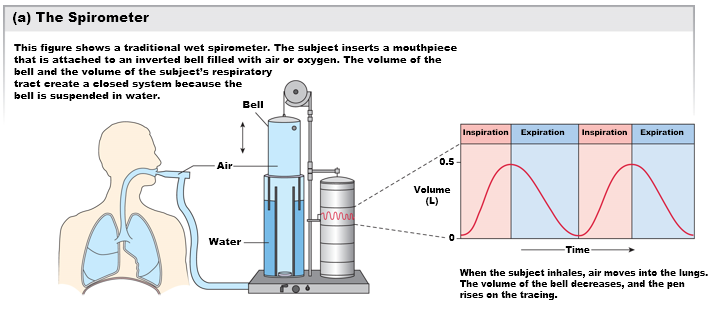 (a) The Spirometer
This figure shows a traditional wet spirometer. The subject inserts a mouthpiece
that is attached to an inverted bell filled with air or oxygen. The volume of the
bell and the volume of the subject's respiratory
tract create a closed system because the
bell is suspended in water.
Bell
Air
Water
Inspiration Expiration Inspiration Expiration
0.5
Volume
(L)
0
Time
When the subject inhales, air moves into the lungs.
The volume of the bell decreases, and the pen
rises on the tracing.